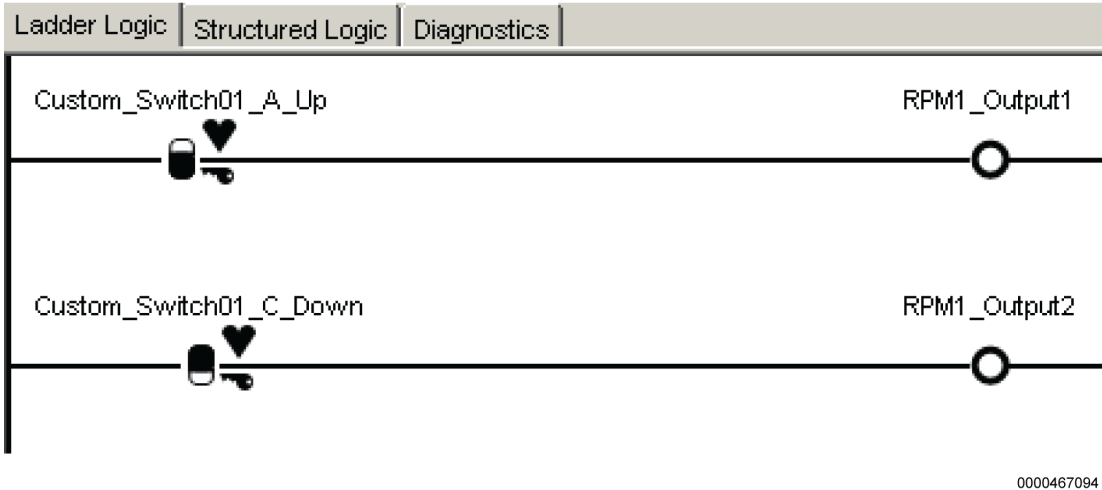 Ladder Logic Structured Logic Diagnostics
Custom_Switch01_A_Up RPM1_Output1
Custom_Switch01_C_Down RPM1_Output2
0000467094